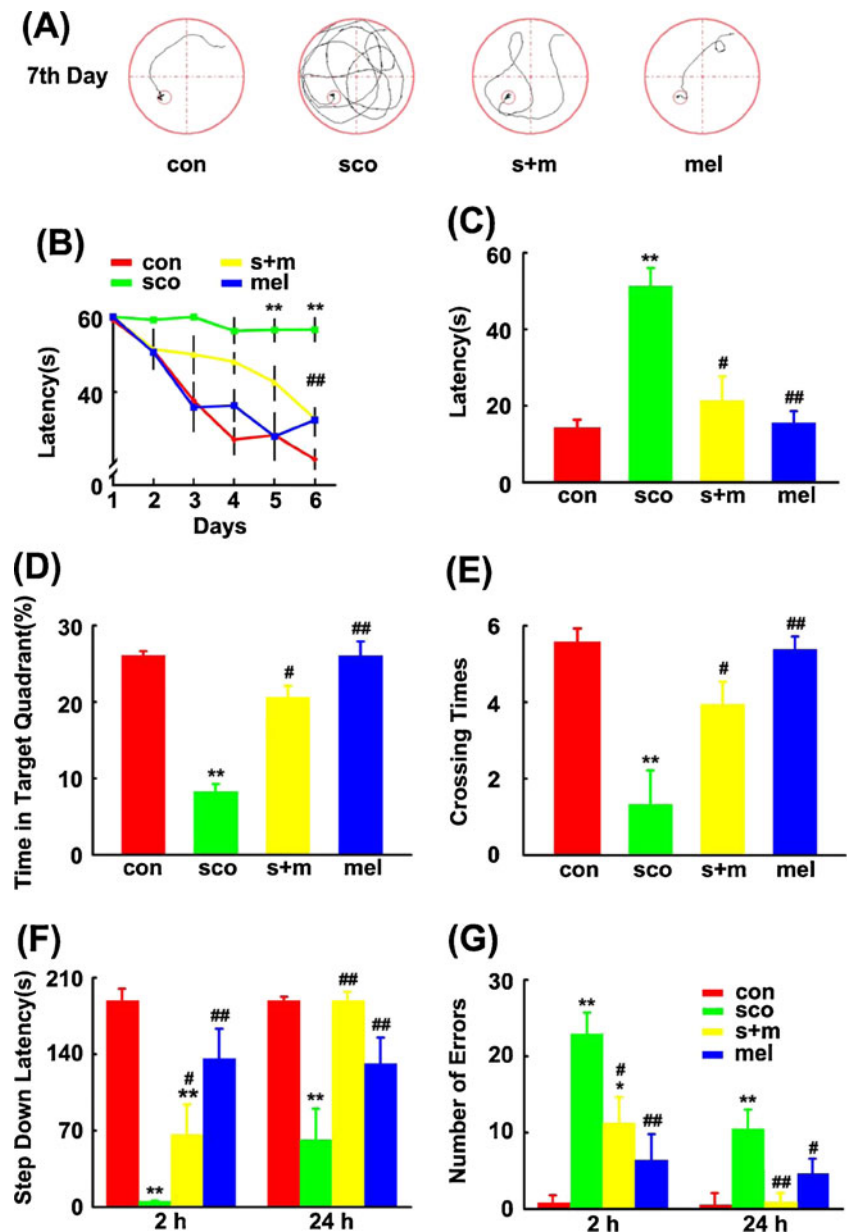 (A)
7th Day
con sco s+m mel
(B)
con s+m
sco mel
Latency(s)
60
40
0
** **
##
1 2 3 4 5 6
Days
(C)
Latency(s)
60
40
20
0
**
#
##
con sco s+m mel
(D)
Time in Target Quadrant(%)
30
20
10
0
**
#
##
con sco s+m mel
(E)
Crossing Times
6
4
2
0
**
#
##
con sco s+m mel
(F)
Step Down Latency(s)
210
140
70
0
**
#
**
##
**
##
##
2 h 24 h
(G)
Number of Errors
30
20
10
0
con
sco
s+m
mel
**
#
*
##
**
##
#
2 h 24 h